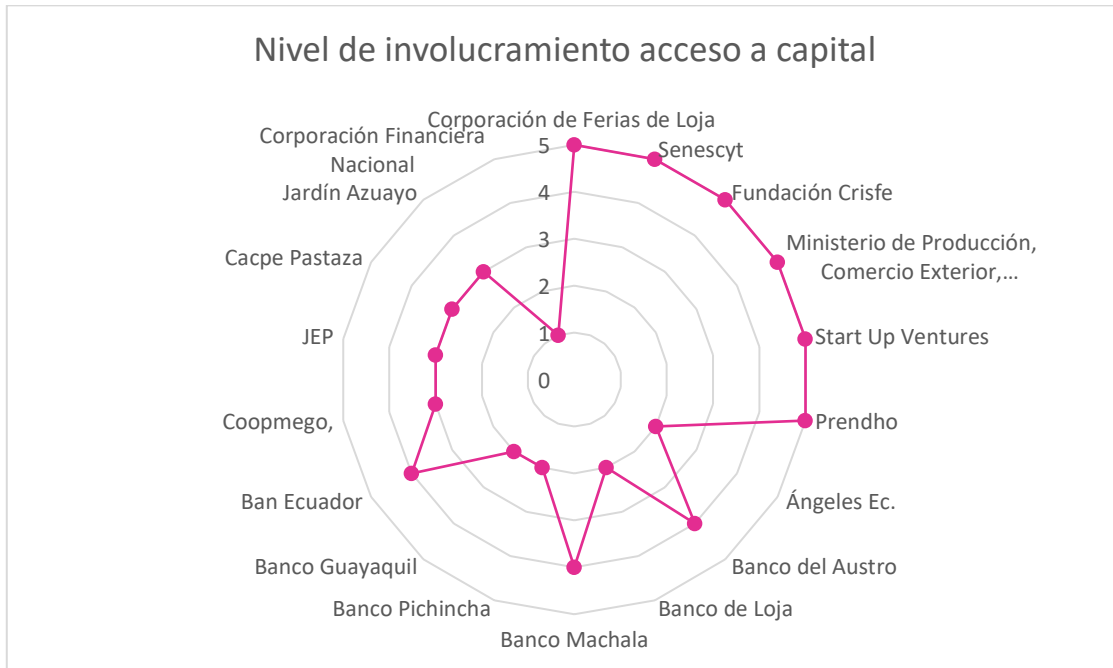 Nivel de involucramiento acceso a capital
Corporación de Ferias de Loja
Senescyt
Fundación Crisfe
Ministerio de Producción,
Comercio Exterior,...
Start Up Ventures
Prendho
Ángeles Ec.
Banco del Austro
Banco de Loja
Banco Machala
Banco Pichincha
Banco Guayaquil
Ban Ecuador
Coopmego,
JEP
Cacpe Pastaza
Jardín Azuayo
Corporación Financiera
Nacional
5
4
3
2
1
0